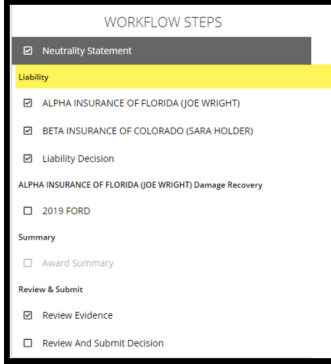 WORKFLOW STEPS
Neutrality Statement
Liability
ALPHA INSURANCE OF FLORIDA (JOE WRIGHT)
BETA INSURANCE OF COLORADO (SARA HOLDER)
Liability Decision
ALPHA INSURANCE OF FLORIDA (JOE WRIGHT) Damage Recovery
2019 FORD
Summary
Award Summary
Review & Submit
Review Evidence
Review And Submit Decision